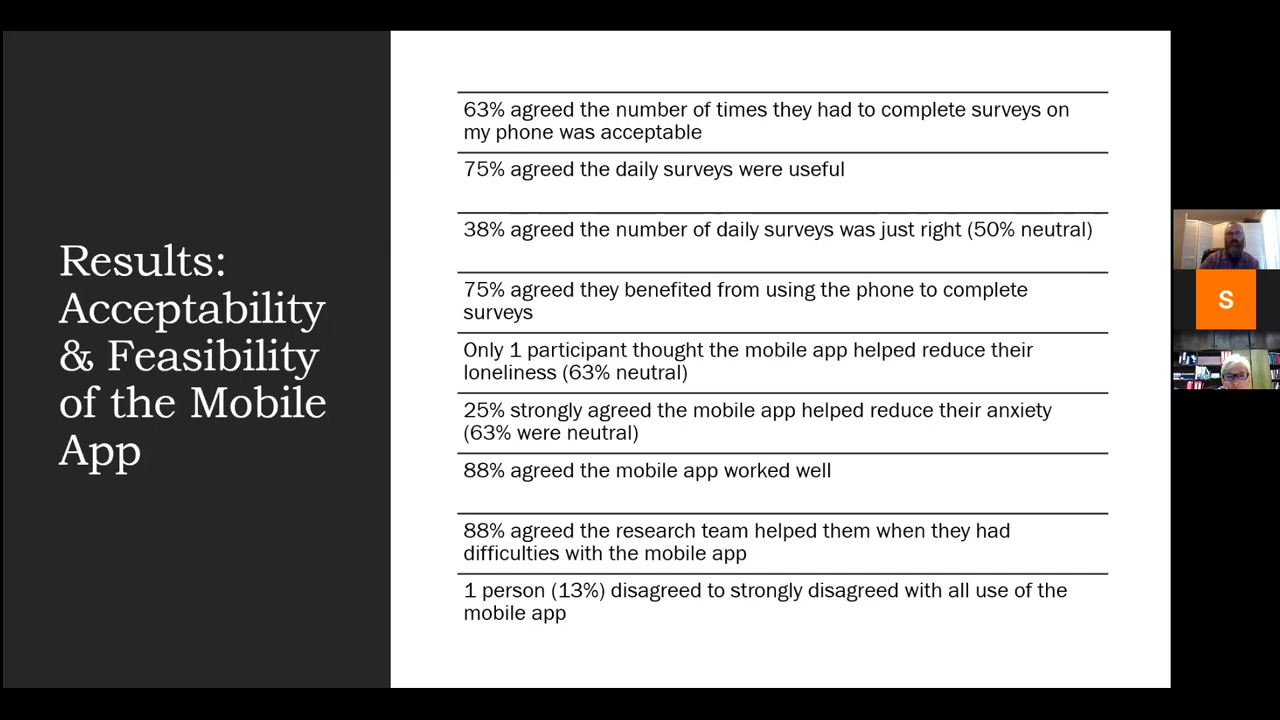 Results:
Acceptability
& Feasibility
of the Mobile
App
63% agreed the number of times they had to complete surveys on
my phone was acceptable
75% agreed the daily surveys were useful
38% agreed the number of daily surveys was just right (50% neutral)
75% agreed they benefited from using the phone to complete
surveys
Only 1 participant thought the mobile app helped reduce their
loneliness (63% neutral)
25% strongly agreed the mobile app helped reduce their anxiety
(63% were neutral)
88% agreed the mobile app worked well
88% agreed the research team helped them when they had
difficulties with the mobile app
1 person (13%) disagreed to strongly disagreed with all use of the
mobile app
S